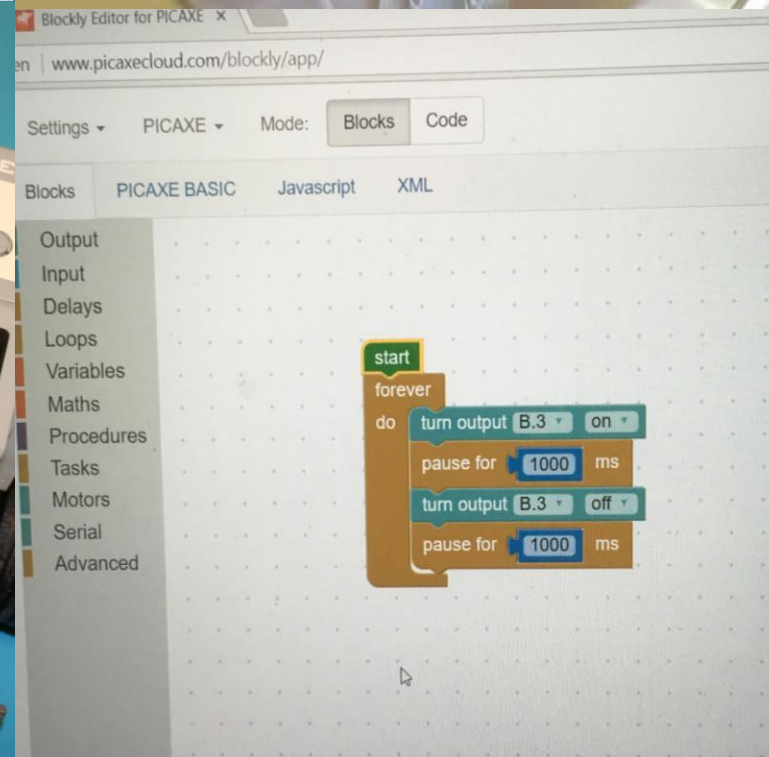 Blockly Editor for PICAXE ×
en | www.picaxecloud.com/blockly/app/
Settings PICAXE Mode: Blocks Code
Blocks PICAXE BASIC Javascript XML
Output
Input
Delays
Loops
Variables
Maths
Procedures
Tasks
Motors
Serial
Advanced
start
forever
do turn output B.3 on
pause for 1000 ms
turn output B.3 off
pause for 1000 ms